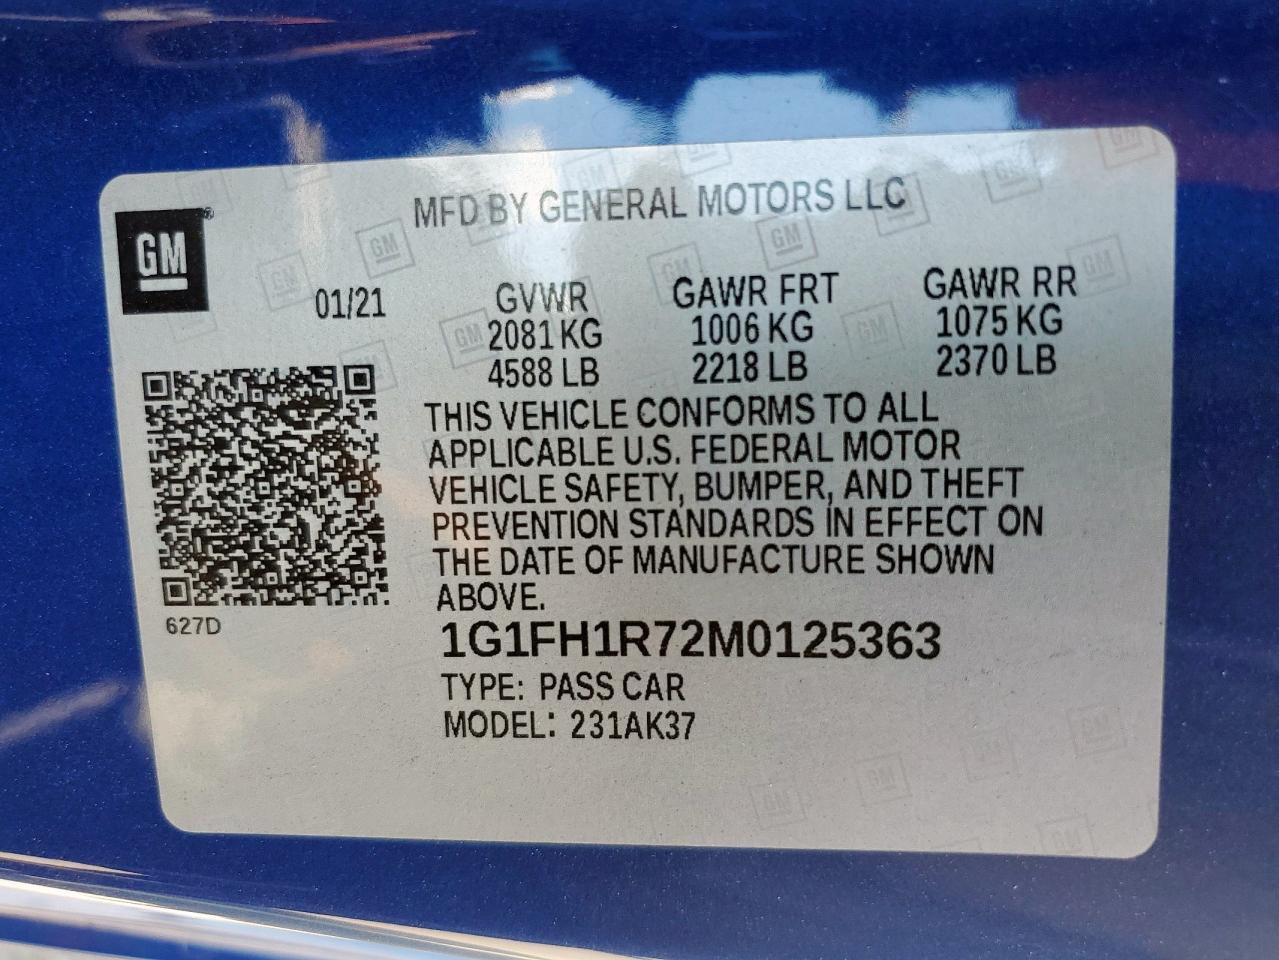 MFD BY GENERAL MOTORS LLC
GM
01/21
GVWR GAWR FRT GAWR RR
2081 KG 1006 KG 1075 KG
4588 LB 2218 LB 2370 LB
THIS VEHICLE CONFORMS TO ALL
APPLICABLE U.S. FEDERAL MOTOR
VEHICLE SAFETY, BUMPER, AND THEFT
PREVENTION STANDARDS IN EFFECT ON
THE DATE OF MANUFACTURE SHOWN
ABOVE.
627D
1G1FH1R72M0125363
TYPE: PASS CAR
MODEL: 231AK37